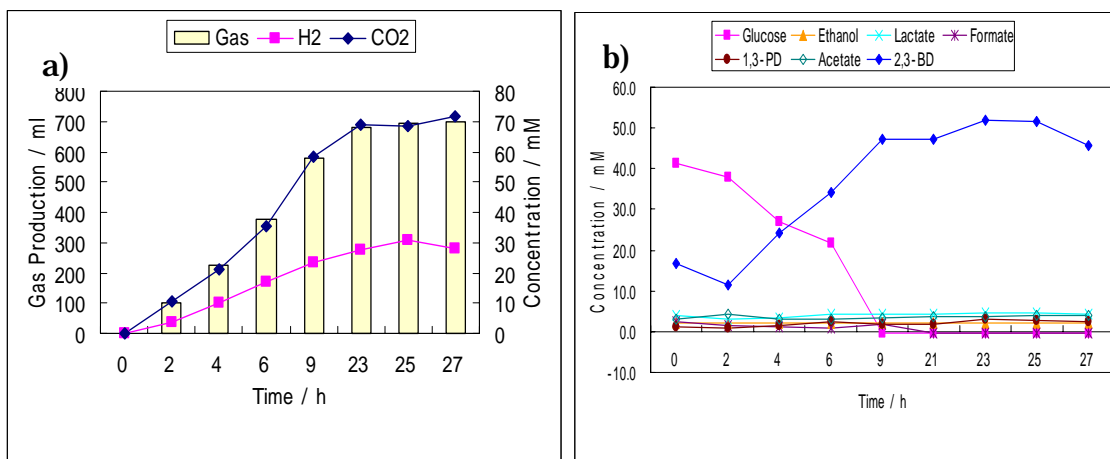 Gas H2 CO2
a)
800
700
600
500
400
300
200
100
0
Gas Production / ml
80
70
60
50
40
30
20
10
0
Concentration / mM
0 2 4 6 9 23 25 27
Time / h
b)
Glucose Ethanol Lactate Formate
1,3-PD Acetate 2,3-BD
60.0
50.0
40.0
30.0
20.0
10.0
0.0
-10.0
Concentration / mM
0 2 4 6 9 21 23 25 27
Time / h